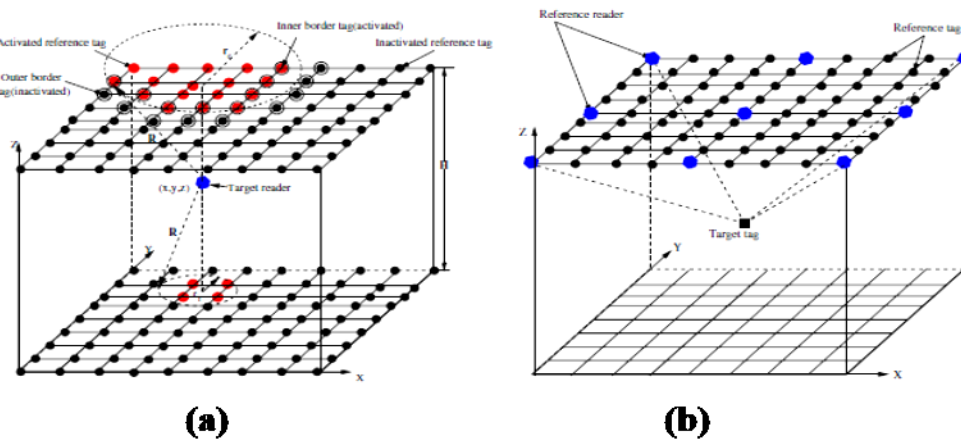 Inner border tag(activated)
Activated reference tag
Inactivated reference tag
Outer border
tag(inactivated)
r
R
H
Z
(x,y,z)
Target reader
R
Y
X
(a)
Reference reader
Reference tag
Z
Target tag
Y
X
(b)